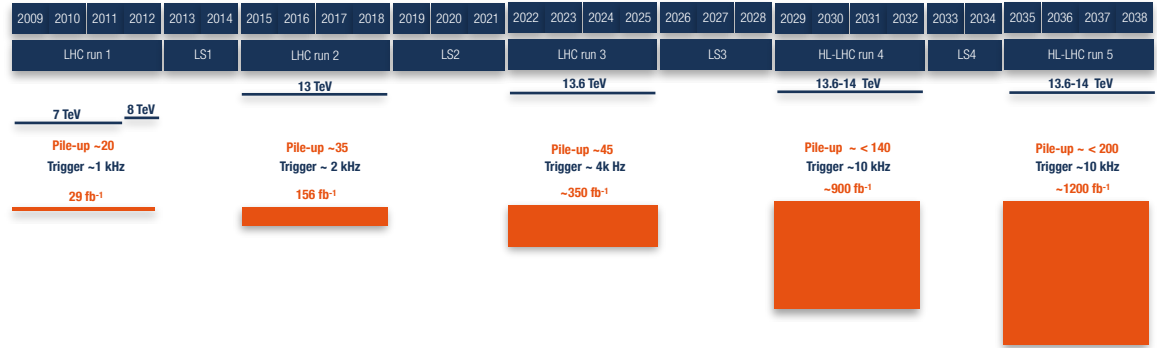 2009 2010 2011 2012 2013 2014 2015 2016 2017 2018 2019 2020 2021 2022 2023 2024 2025 2026 2027 2028 2029 2030 2031 2032 2033 2034 2035 2036 2037 2038
LHC run 1 LS1 LHC run 2 LS2 LHC run 3 LS3 HL-LHC run 4 LS4 HL-LHC run 5
13 TeV 13.6 TeV 13.6-14 TeV 13.6-14 TeV
7 TeV 8 TeV
Pile-up ~20 Pile-up ~35 Pile-up ~45 Pile-up ~ < 140 Pile-up ~ < 200
Trigger ~1 kHz Trigger ~ 2 kHz Trigger ~ 4k Hz Trigger ~10 kHz Trigger ~10 kHz
29 fb⁻¹ 156 fb⁻¹ ~350 fb⁻¹ ~900 fb⁻¹ ~1200 fb⁻¹